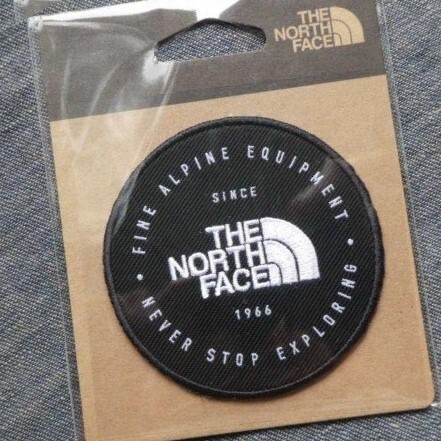 THE
NORTH
FACE
FINE ALPINE EQUIPMENT
SINCE
THE
NORTH
FACE
1966
NEVER STOP EXPLORING